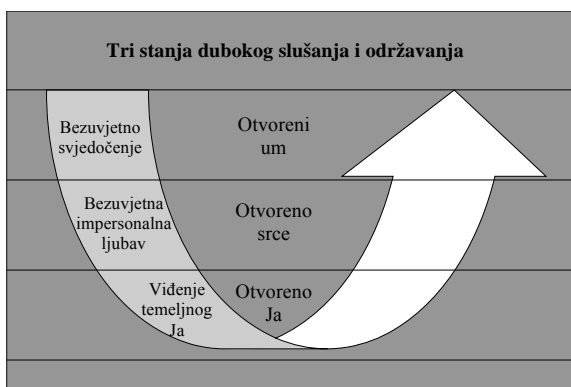 Tri stanja dubokog slušanja i održavanja
Bezuvjetno
svjedočenje
Otvoreni
um
Bezuvjetna
impersonalna
ljubav
Otvoreno
srce
Viđenje
temeljnog
Ja
Otvoreno
Ja